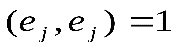 (e_j, e_j) = 1